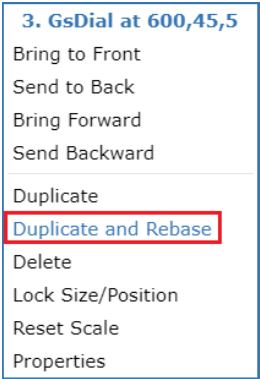 3. GsDial at 600,45,5
Bring to Front
Send to Back
Bring Forward
Send Backward
Duplicate
Duplicate and Rebase
Delete
Lock Size/Position
Reset Scale
Properties